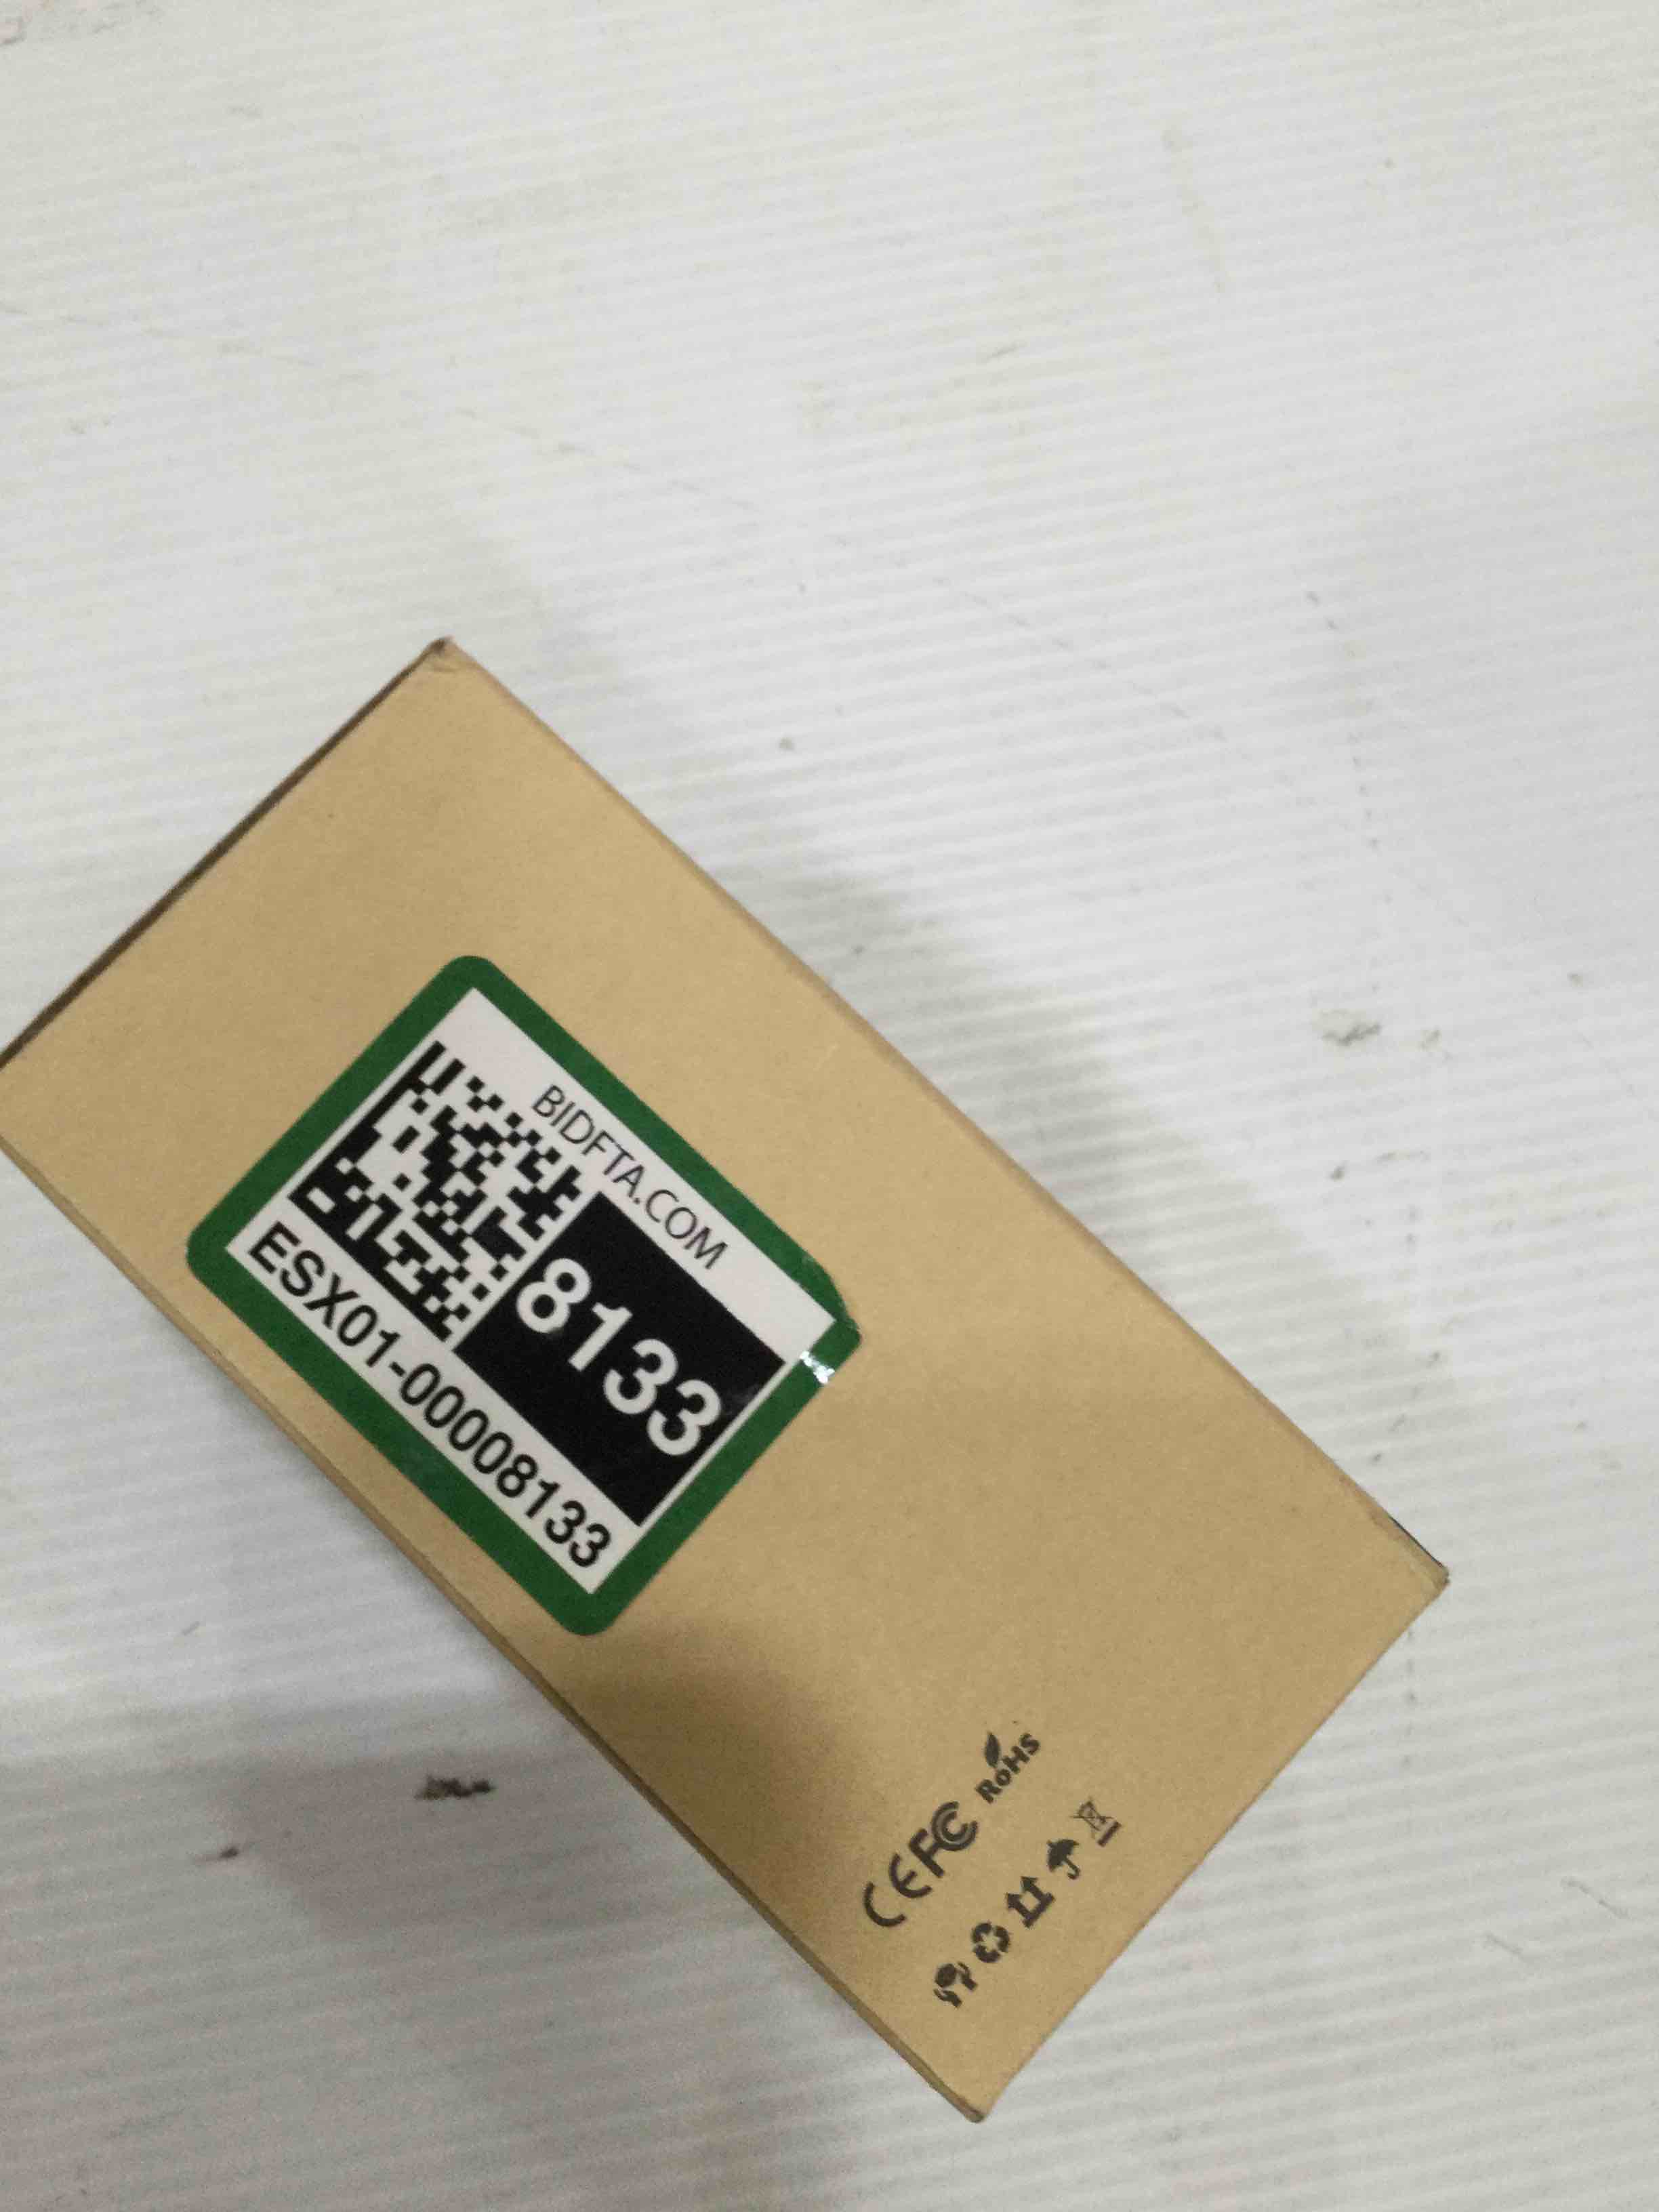 BIDFTA.COM
8133
ESX01-00008133
CE FC RoHS